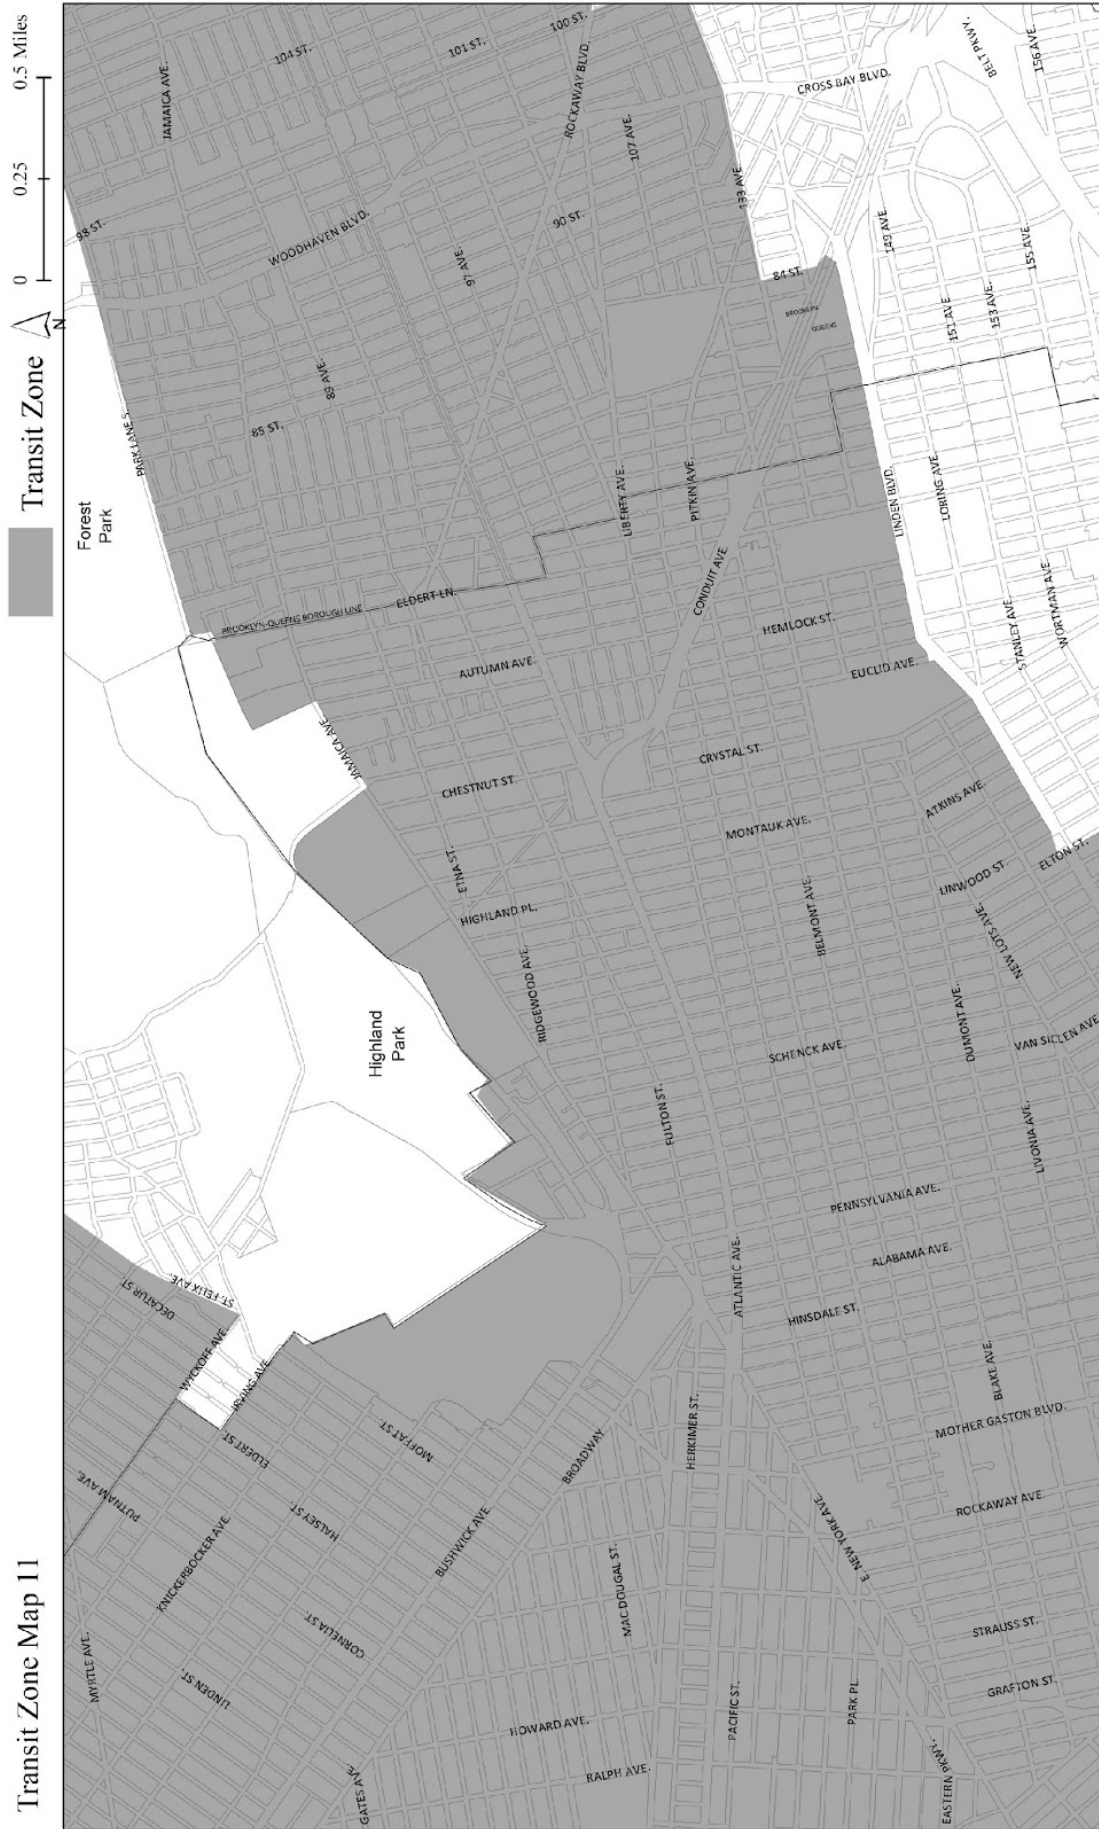 Transit Zone Map 11
Transit Zone
N
0
0.25
0.5 Miles
Forest
Park
Highland
Park
MYRTLE AVE.
PUTNAM AVE.
DECATUR ST.
ST. FELIX AVE.
WYCKOFF AVE.
IRVING AVE.
KNICKERBOCKER AVE.
ELDERT ST.
LINDEN ST.
HALSEY ST.
MOFFAT ST.
CORNELIA ST.
GATES AVE.
BUSHWICK AVE.
BROADWAY
HOWARD AVE.
RALPH AVE.
MAC DOUGAL ST.
HERKIMER ST.
PACIFIC ST.
PARK PL.
EASTERN PKWY.
E NEW YORK AVE.
STRAUSS ST.
GRAFTON ST.
ROCKAWAY AVE.
MOTHER GASTON BLVD.
BLAKE AVE.
HINSDALE ST.
ALABAMA AVE.
PENNSYLVANIA AVE.
ATLANTIC AVE.
FULTON ST.
LIVONIA AVE.
SCHENCK AVE.
DUMONT AVE.
VAN SICLEN AVE.
NEW LOTS AVE.
LINWOOD ST.
ELTON ST.
BELMONT AVE.
RIDGEWOOD AVE.
HIGHLAND PL.
ETNA ST.
CHESTNUT ST.
MONTAUK AVE.
ATKINS AVE.
CRYSTAL ST.
JAMAICA AVE.
AUTUMN AVE.
EUCLID AVE.
HEMLOCK ST.
ELDERT LN.
BROOKLYN-QUEENS BOROUGH LINE
CONDUIT AVE.
PITKIN AVE.
LIBERTY AVE.
LINDEN BLVD.
LORING AVE.
STANLEY AVE.
WORTMAN AVE.
PARK LANE S.
85 ST.
89 AVE.
98 ST.
WOODHAVEN BLVD.
JAMAICA AVE.
104 ST.
101 ST.
100 ST.
97 AVE.
90 ST.
ROCKAWAY BLVD.
107 AVE.
133 AVE.
84 ST.
BROOKLYN
QUEENS
CROSS BAY BLVD.
BELT PKWY.
149 AVE.
151 AVE.
153 AVE.
155 AVE.
156 AVE.